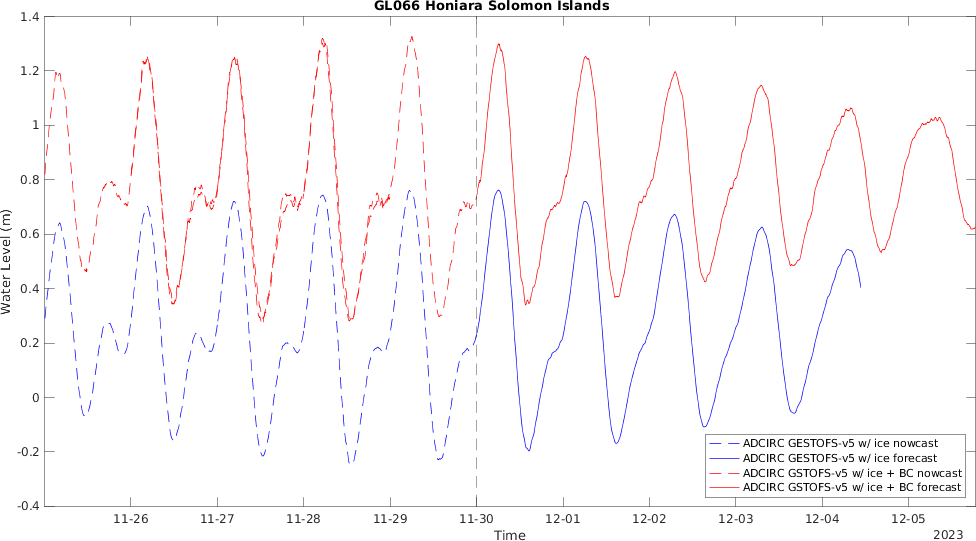 GL066 Honiara Solomon Islands
1.4
1.2
1
0.8
0.6
0.4
0.2
0
-0.2
-0.4
Water Level (m)
11-26 11-27 11-28 11-29 11-30 12-01 12-02 12-03 12-04 12-05
Time
2023
ADCIRC GESTOFS-v5 w/ ice nowcast
ADCIRC GESTOFS-v5 w/ ice forecast
ADCIRC GSTOFS-v5 w/ ice + BC nowcast
ADCIRC GSTOFS-v5 w/ ice + BC forecast